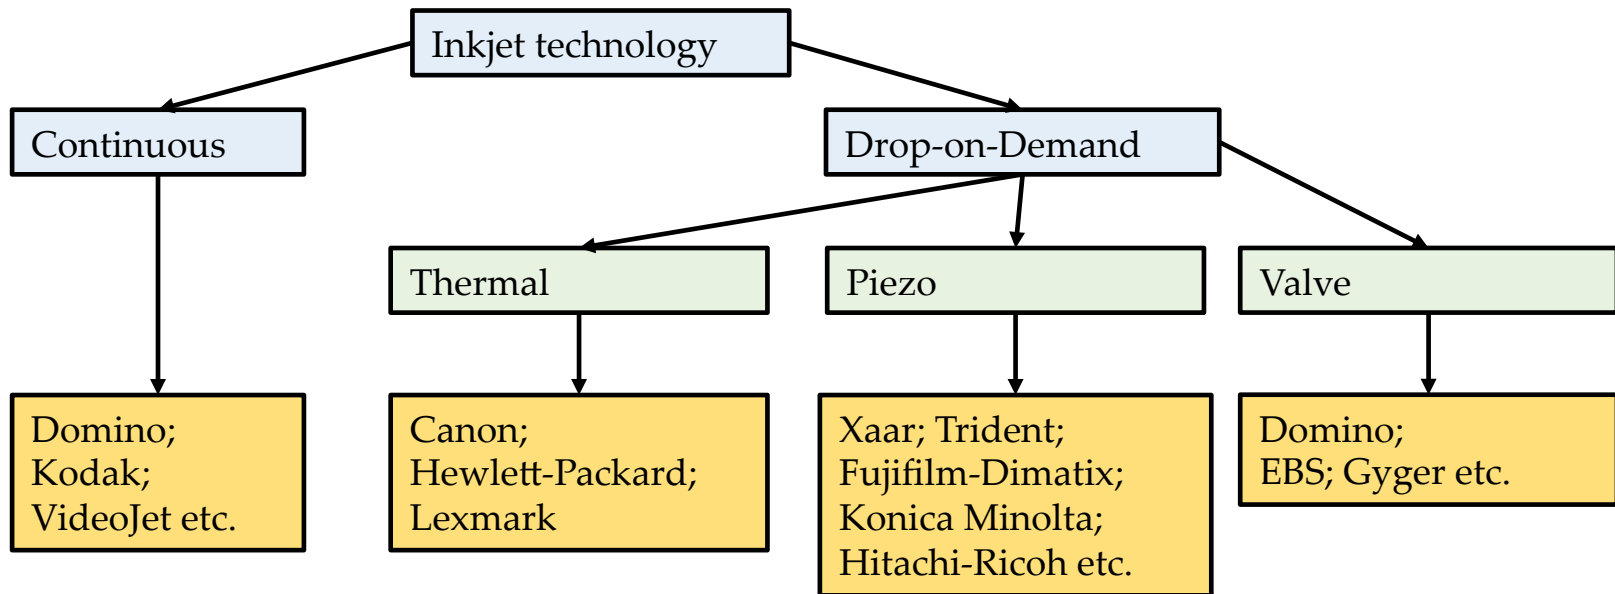 Inkjet technology
Continuous
Drop-on-Demand
Thermal
Piezo
Valve
Domino;
Kodak;
VideoJet etc.
Canon;
Hewlett-Packard;
Lexmark
Xaar; Trident;
Fujifilm-Dimatix;
Konica Minolta;
Hitachi-Ricoh etc.
Domino;
EBS; Gyger etc.